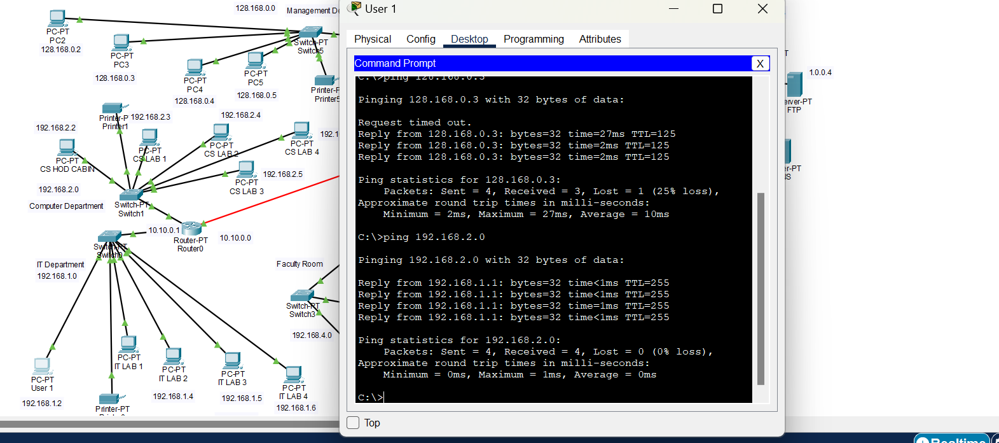 128.168.0.0
Management De
PC-PT
PC2
128.168.0.2
PC-PT
PC3
128.168.0.3
PC-PT
PC4
128.168.0.4
PC-PT
PC5
128.168.0.5
Switch-PT
Switch5
Printer-P
Printer5
Printer-P
Printer1
192.168.2.3
192.168.2.4
192.168.2.2
PC-PT
CS HOD CABIN
PC-PT
CS LAB 1
PC-PT
CS LAB 2
PC-PT
CS LAB 4
192.1
PC-PT
CS LAB 3
192.168.2.5
192.168.2.0
Computer Department
Switch-PT
Switch1
10.10.0.1
Router-PT
Router0
10.10.0.0
Switch-PT
Switch0
IT Department
192.168.1.0
Faculty Room
Switch-PT
Switch3
192.168.4.0
PC-PT
User 1
192.168.1.2
Printer-PT
PC-PT
IT LAB 1
PC-PT
IT LAB 2
192.168.1.4
PC-PT
IT LAB 3
192.168.1.5
PC-PT
IT LAB 4
192.168.1.6
User 1
Physical Config Desktop Programming Attributes
Command Prompt
X
C:\>ping 128.168.0.3
Pinging 128.168.0.3 with 32 bytes of data:
Request timed out.
Reply from 128.168.0.3: bytes=32 time=27ms TTL=125
Reply from 128.168.0.3: bytes=32 time=2ms TTL=125
Reply from 128.168.0.3: bytes=32 time=2ms TTL=125
Ping statistics for 128.168.0.3:
Packets: Sent = 4, Received = 3, Lost = 1 (25% loss),
Approximate round trip times in milli-seconds:
Minimum = 2ms, Maximum = 27ms, Average = 10ms
C:\>ping 192.168.2.0
Pinging 192.168.2.0 with 32 bytes of data:
Reply from 192.168.1.1: bytes=32 time<1ms TTL=255
Reply from 192.168.1.1: bytes=32 time<1ms TTL=255
Reply from 192.168.1.1: bytes=32 time=1ms TTL=255
Reply from 192.168.1.1: bytes=32 time<1ms TTL=255
Ping statistics for 192.168.2.0:
Packets: Sent = 4, Received = 4, Lost = 0 (0% loss),
Approximate round trip times in milli-seconds:
Minimum = 0ms, Maximum = 1ms, Average = 0ms
C:\>
Top
T
1.0.0.4
erver-PT
FTP
er-PT
S
Realtime